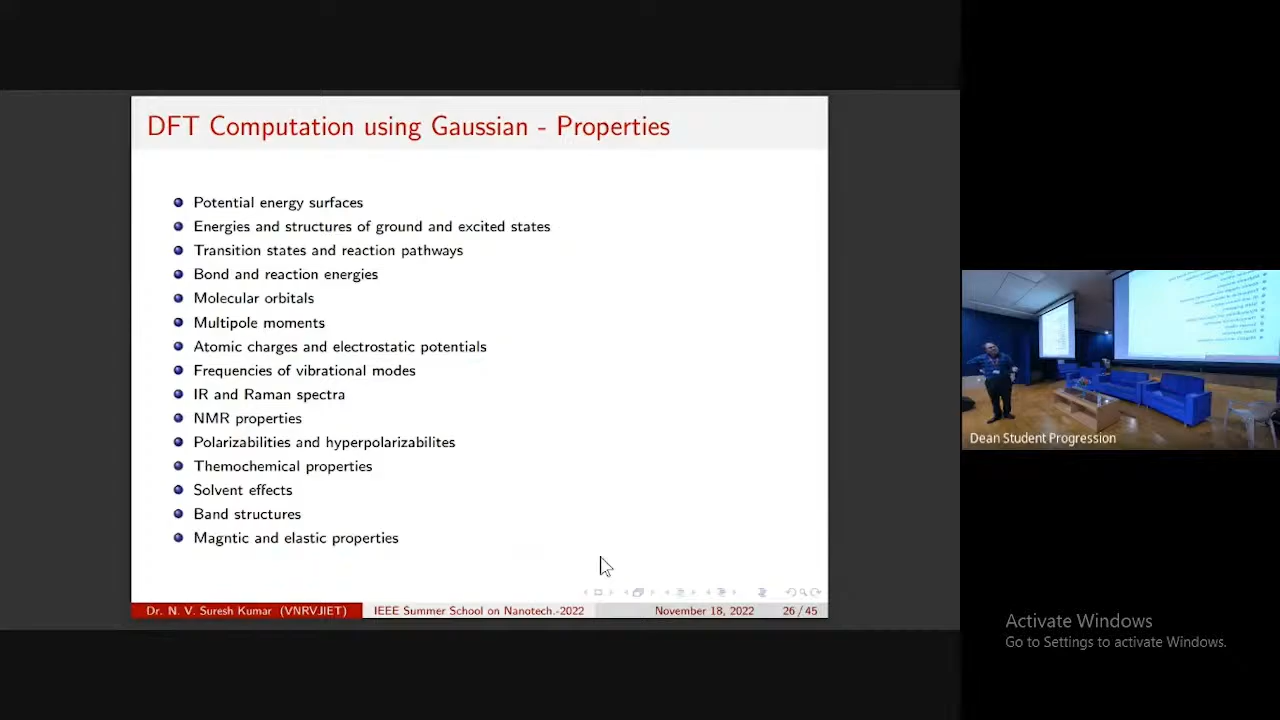 DFT Computation using Gaussian - Properties
Potential energy surfaces
Energies and structures of ground and excited states
Transition states and reaction pathways
Bond and reaction energies
Molecular orbitals
Multipole moments
Atomic charges and electrostatic potentials
Frequencies of vibrational modes
IR and Raman spectra
NMR properties
Polarizabilities and hyperpolarizabilites
Themochemical properties
Solvent effects
Band structures
Magntic and elastic properties
Dr. N. V. Suresh Kumar (VNRVJIET) IEEE Summer School on Nanotech.-2022 November 18, 2022 26 / 45
Dean Student Progression
Activate Windows
Go to Settings to activate Windows.